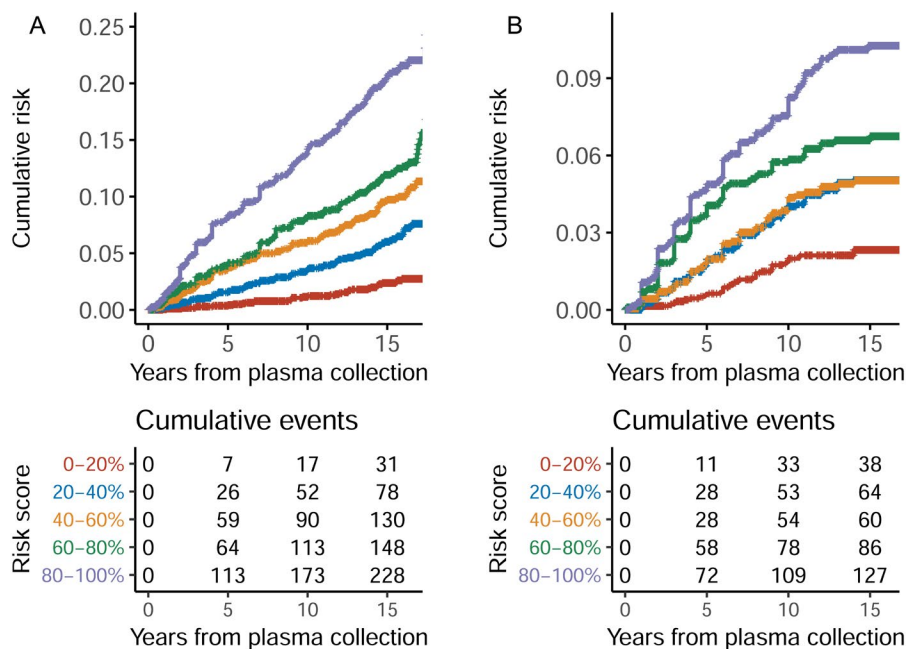 A
Cumulative risk
0.25
0.20
0.15
0.10
0.05
0.00
0 5 10 15
Years from plasma collection
Cumulative events
Risk score
0–20% 0 7 17 31
20–40% 0 26 52 78
40–60% 0 59 90 130
60–80% 0 64 113 148
80–100% 0 113 173 228
0 5 10 15
Years from plasma collection
B
Cumulative risk
0.09
0.06
0.03
0.00
0 5 10 15
Years from plasma collection
Cumulative events
Risk score
0–20% 0 11 33 38
20–40% 0 28 53 64
40–60% 0 28 54 60
60–80% 0 58 78 86
80–100% 0 72 109 127
0 5 10 15
Years from plasma collection